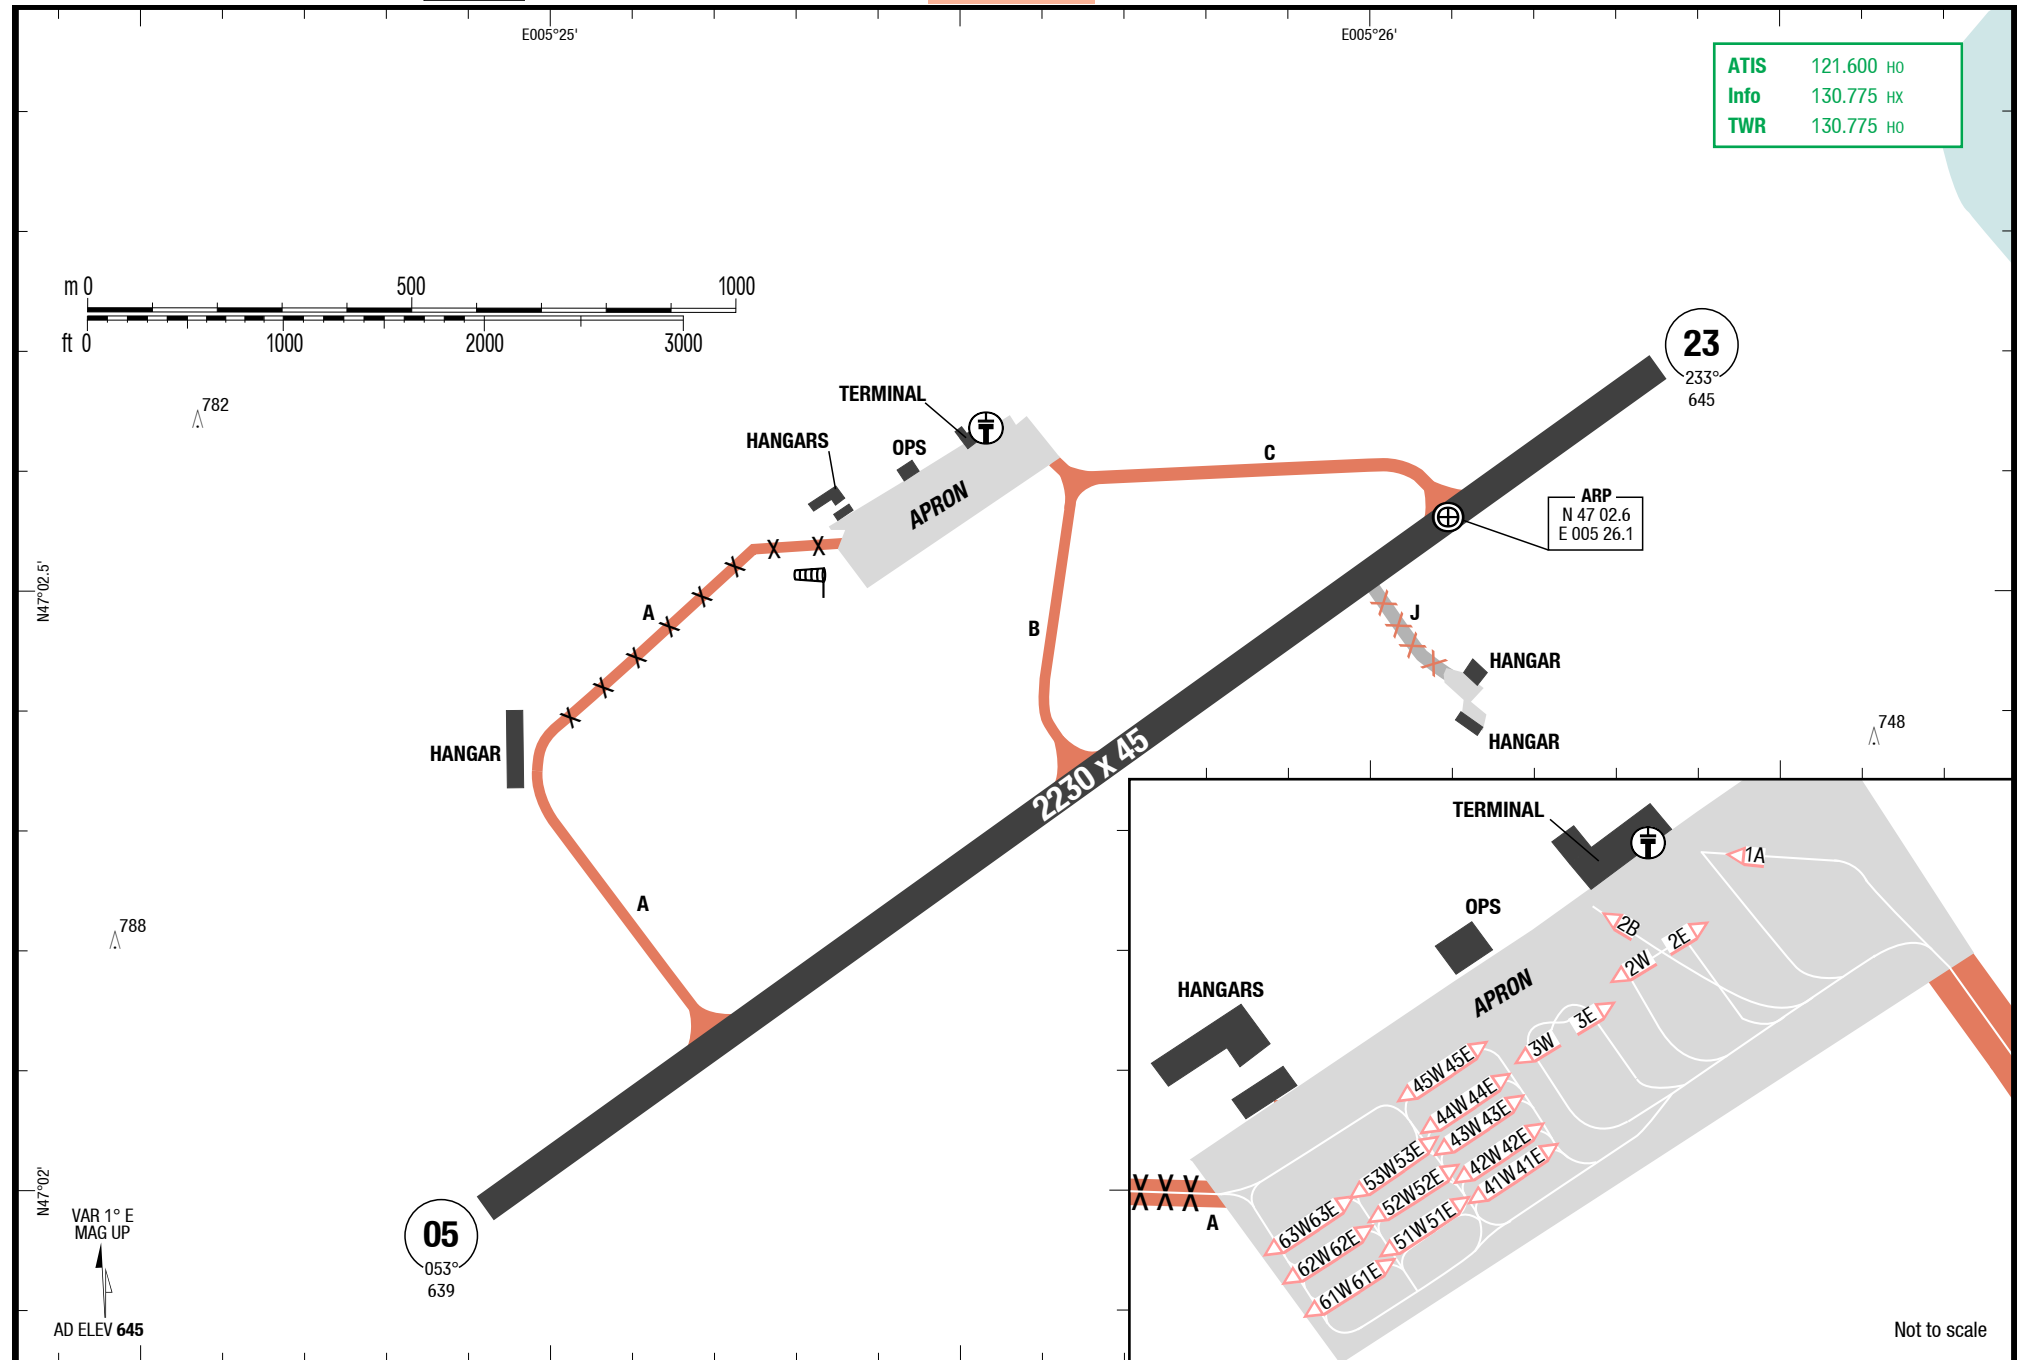 E005°25'
E005°26'
ATIS 121.600 HO
Info 130.775 HX
TWR 130.775 HO
m 0 500 1000
ft 0 1000 2000 3000
23
233°
645
782
TERMINAL
HANGARS
OPS
APRON
C
ARP
N 47 02.6
E 005 26.1
N47°02.5'
A
B
J
HANGAR
HANGAR
748
HANGAR
2230 x 45
A
788
TERMINAL
1A
OPS
2B
2E
2W
HANGARS
APRON
3E
3W
45W 45E
44W 44E
43W 43E
42W 42E
41W 41E
53W 53E
52W 52E
51W 51E
63W 63E
62W 62E
61W 61E
A
Not to scale
N47°02'
VAR 1° E
MAG UP
AD ELEV 645
05
053°
639